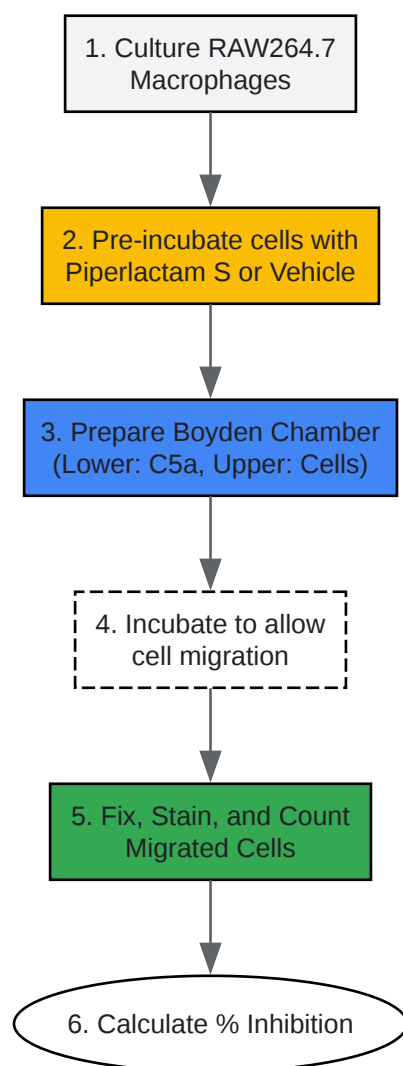 1. Culture RAW264.7
Macrophages
2. Pre-incubate cells with
Piperlactam S or Vehicle
3. Prepare Boyden Chamber
(Lower: C5a, Upper: Cells)
4. Incubate to allow
cell migration
5. Fix, Stain, and Count
Migrated Cells
6. Calculate % Inhibition